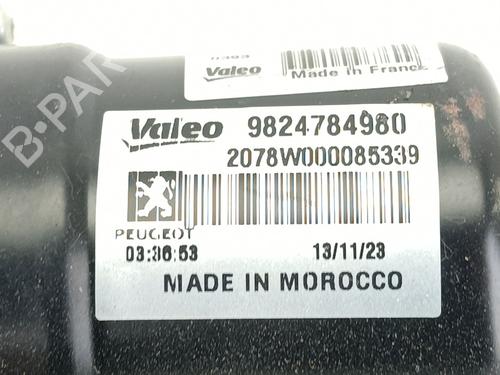 Valeo
Made in France
Valeo 9824784980
2078W000085339
PEUGEOT
03:36:53 13/11/23
MADE IN MOROCCO
B-PAR